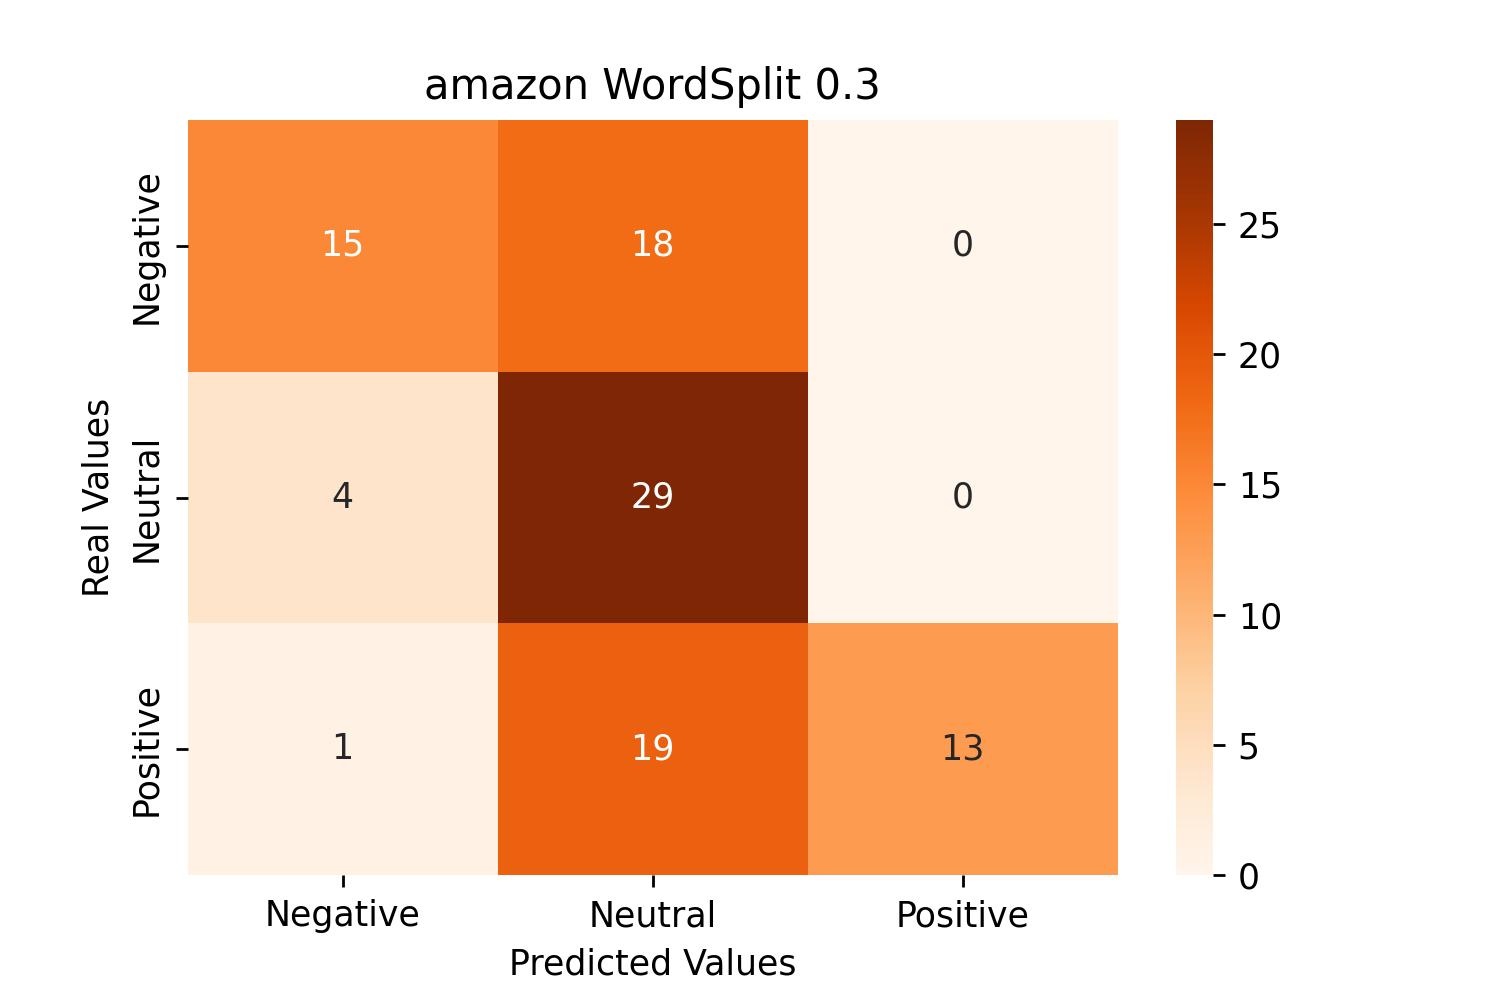 amazon WordSplit 0.3
Real Values
Negative
15 18 0
Neutral
4 29 0
Positive
1 19 13
Negative Neutral Positive
Predicted Values
25
20
15
10
5
0